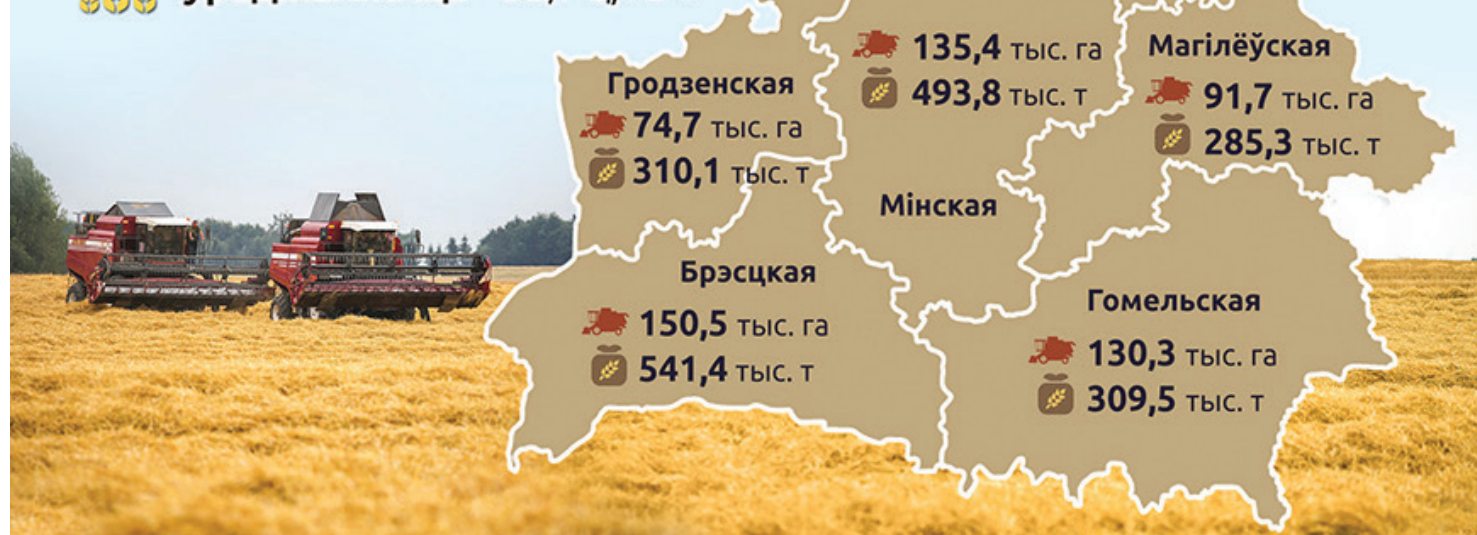 Гродзенская
74,7 тыс. га
310,1 тыс. т
135,4 тыс. га
493,8 тыс. т
Мінская
Магілёўская
91,7 тыс. га
285,3 тыс. т
Брэсцкая
150,5 тыс. га
541,4 тыс. т
Гомельская
130,3 тыс. га
309,5 тыс. т